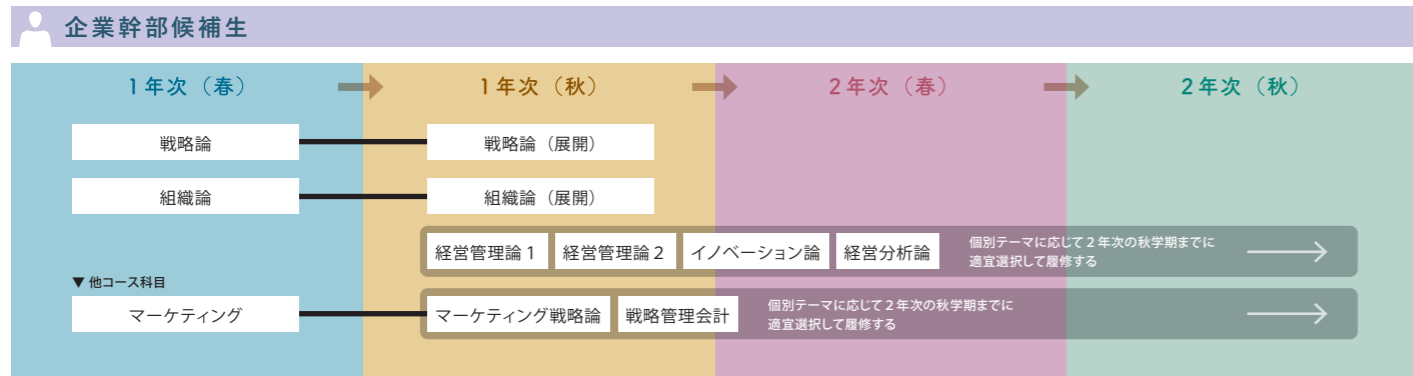 企業幹部候補生
1年次（春）
1年次（秋）
2年次（春）
2年次（秋）
戦略論
戦略論（展開）
組織論
組織論（展開）
経営管理論1
経営管理論2
イノベーション論
経営分析論
個別テーマに応じて2年次の秋学期までに
適宜選択して履修する
▼他コース科目
マーケティング
マーケティング戦略論
戦略管理会計
個別テーマに応じて2年次の秋学期までに
適宜選択して履修する